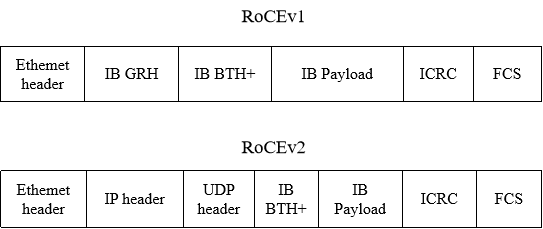 RoCEv1
Ethemet
header
IB GRH
IB BTH+
IB Payload
ICRC
FCS
RoCEv2
Ethemet
header
IP header
UDP
header
IB
BTH+
IB
Payload
ICRC
FCS